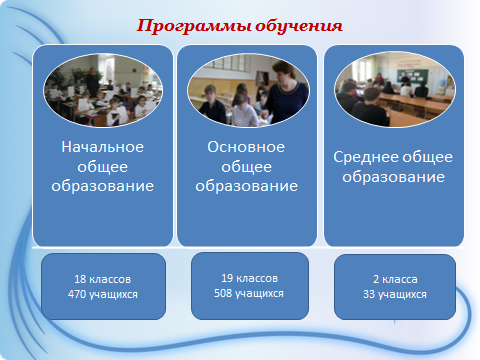 Программы обучения
Начальное
общее
образование
Основное
общее
образование
Среднее общее
образование
18 классов
470 учащихся
19 классов
508 учащихся
2 класса
33 учащихся